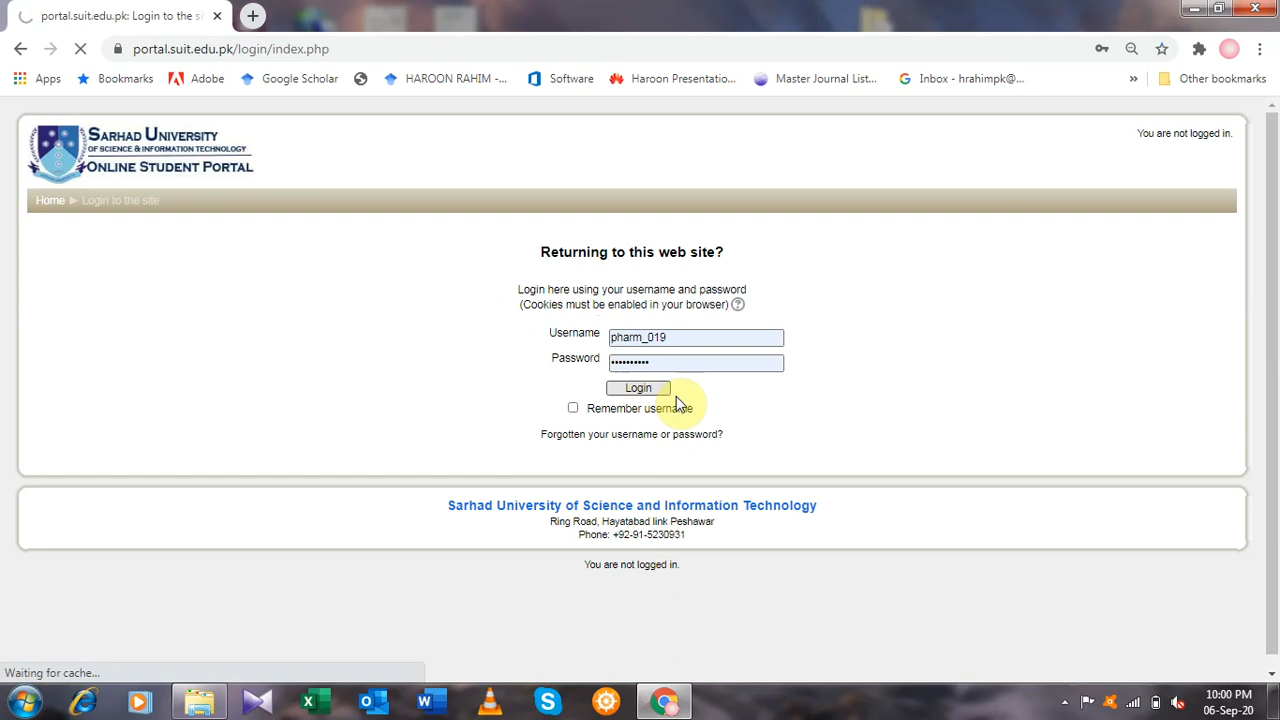 portal.suit.edu.pk: Login to the si
portal.suit.edu.pk/login/index.php
Apps Bookmarks Adobe Google Scholar HAROON RAHIM -... Software Haroon Presentatio... Master Journal List... Inbox - hrahimpk@... » Other bookmarks
SARHAD UNIVERSITY
OF SCIENCE & INFORMATION TECHNOLOGY
ONLINE STUDENT PORTAL
You are not logged in.
Home ► Login to the site
Returning to this web site?
Login here using your username and password
(Cookies must be enabled in your browser) ?
Username pharm_019
Password ••••••••••
Login
Remember username
Forgotten your username or password?
Sarhad University of Science and Information Technology
Ring Road, Hayatabad link Peshawar
Phone: +92-91-5230931
You are not logged in.
Waiting for cache...
10:00 PM
06-Sep-20